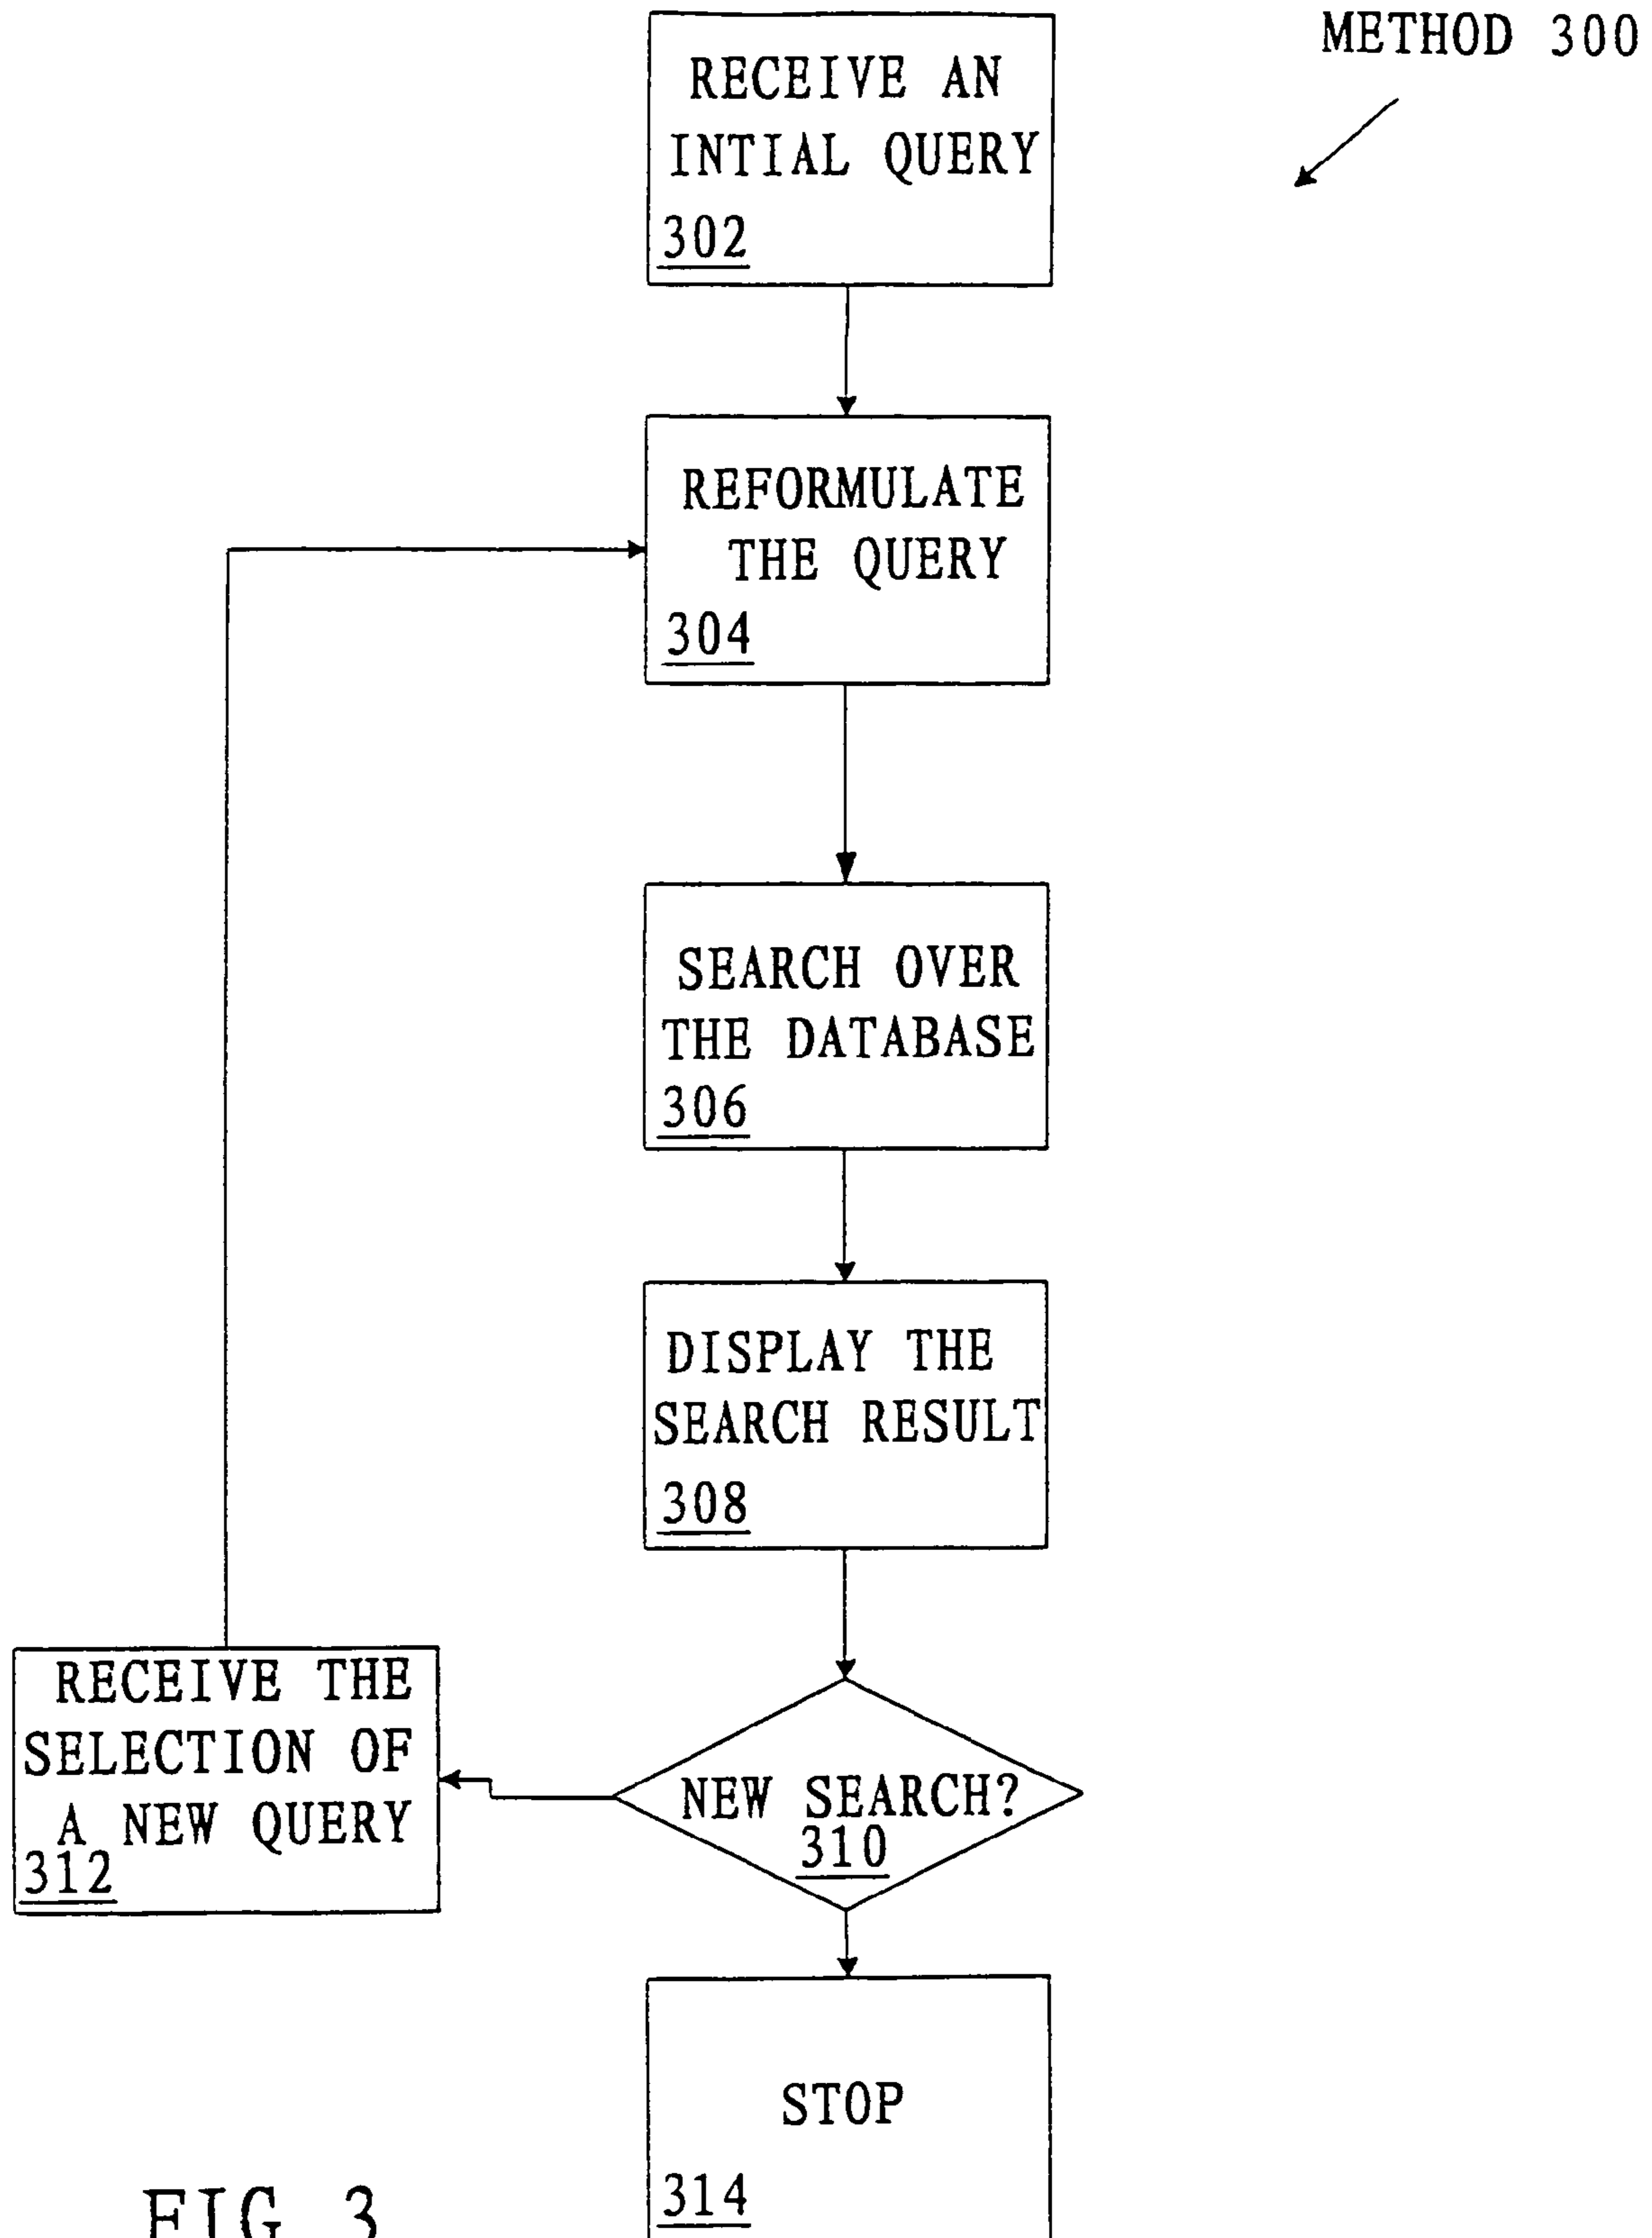 METHOD 300
RECEIVE AN
INTIAL QUERY
302
REFORMULATE
THE QUERY
304
SEARCH OVER
THE DATABASE
306
DISPLAY THE
SEARCH RESULT
308
RECEIVE THE
SELECTION OF
A NEW QUERY
312
NEW SEARCH?
310
STOP
314
FIG 3